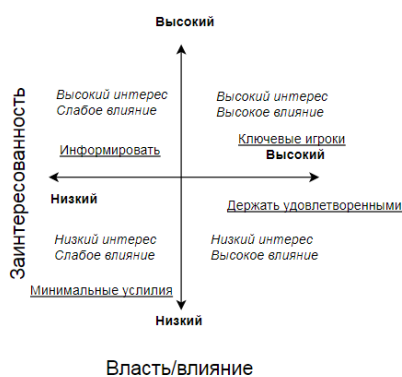 Высокий
Высокий интерес
Слабое влияние
Высокий интерес
Высокое влияние
Информировать
Ключевые игроки
Высокий
Заинтересованность
Низкий
Держать удовлетворенными
Низкий интерес
Слабое влияние
Низкий интерес
Высокое влияние
Минимальные услилия
Низкий
Власть/влияние